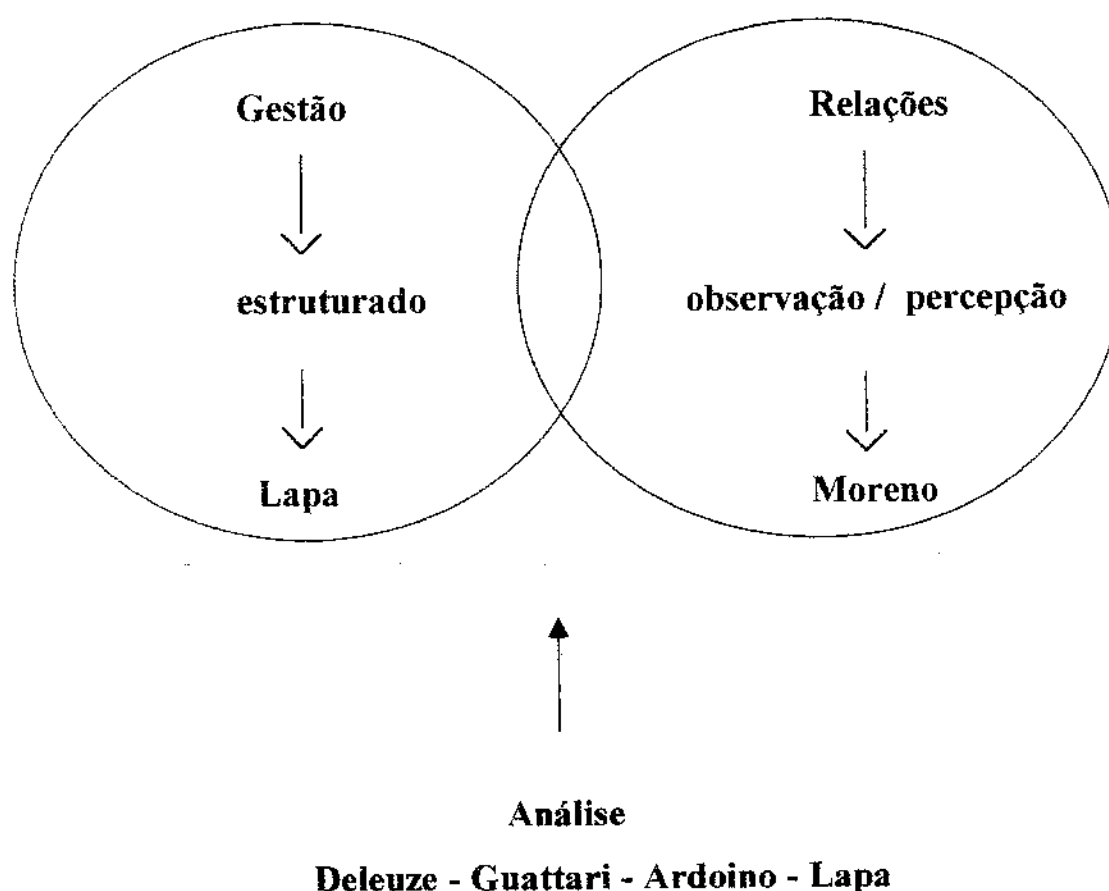 Gestão
Relações
estruturado
observação / percepção
Lapa
Moreno
Análise
Deleuze - Guattari - Ardoino - Lapa